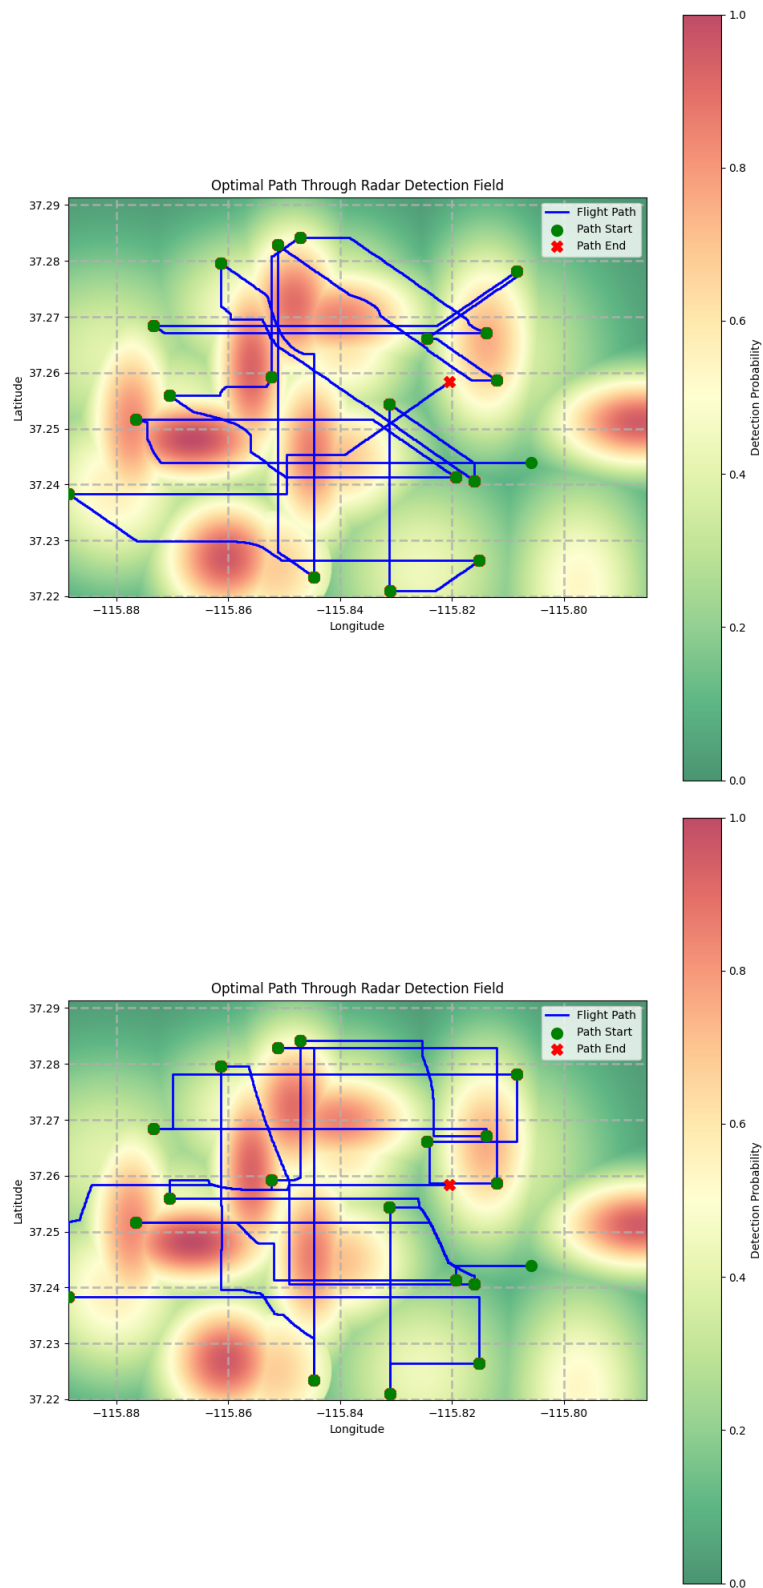 Optimal Path Through Radar Detection Field
Flight Path
Path Start
Path End
37.29
37.28
37.27
37.26
37.25
37.24
37.23
37.22
Latitude
−115.88
−115.86
−115.84
−115.82
−115.80
Longitude
1.0
0.8
0.6
0.4
0.2
0.0
Detection Probability
Optimal Path Through Radar Detection Field
Flight Path
Path Start
Path End
37.29
37.28
37.27
37.26
37.25
37.24
37.23
37.22
Latitude
−115.88
−115.86
−115.84
−115.82
−115.80
Longitude
1.0
0.8
0.6
0.4
0.2
0.0
Detection Probability